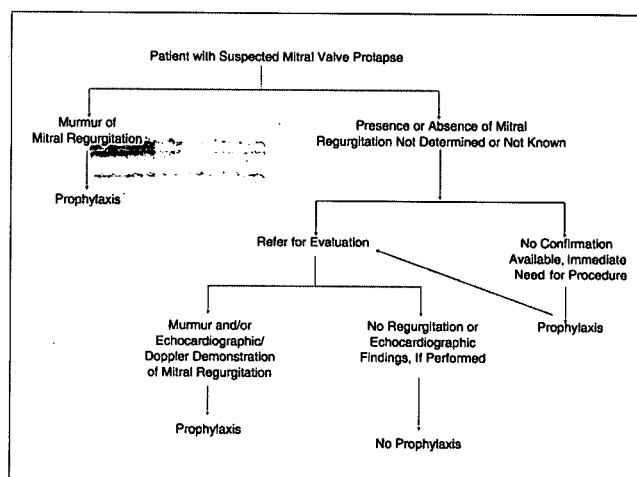 Patient with Suspected Mitral Valve Protapse
Murmur of
Mitral Regurgitation
Prophylaxis
Presence or Absence of Mitral
Regurgitation Not Determined or Not Known
Refer for Evaluation
No Confirmation
Available, Immediate
Need for Procedure
Prophylaxis
Murmur and/or
Echocardiographic/
Doppler Demonstration
of Mitral Regurgitation
Prophylaxis
No Regurgitation or
Echocardiographic
Findings, If Performed
No Prophylaxis